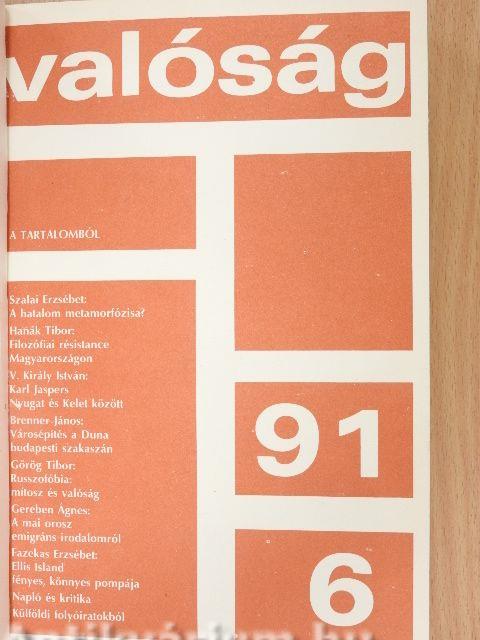 valóság
A TARTALOMBÓL
Szalai Erzsébet:
A hatalom metamorfózisa?
Hanák Tibor:
Filozófiai résistance
Magyarországon
V. Király István:
Karl Jaspers
Nyugat és Kelet között
Brenner János:
Városépítés a Duna
budapesti szakaszán
Görög Tibor:
Russzofóbia:
mítosz és valóság
Gereben Ágnes:
A mai orosz
emigráns irodalomról
Fazekas Erzsébet:
Ellis Island
fényes, könnyes pompája
Napló és kritika
Külföldi folyóiratokból
91
6